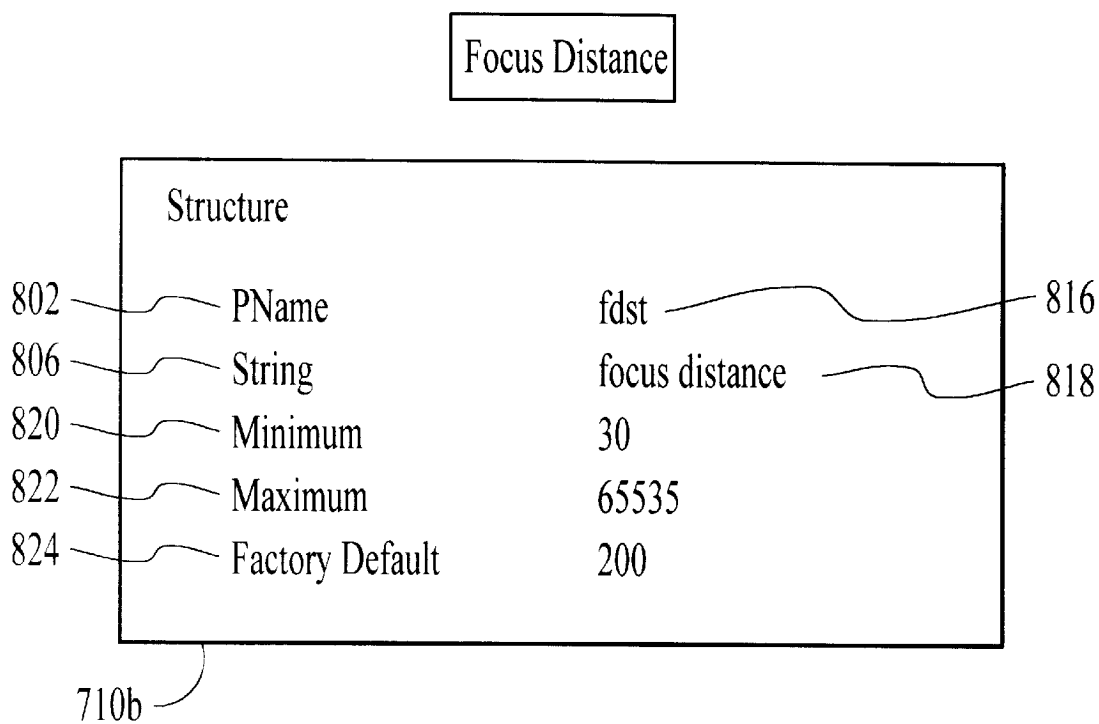 Focus Distance
Structure
802 PName fdst 816
806 String focus distance 818
820 Minimum 30
822 Maximum 65535
824 Factory Default 200
710b